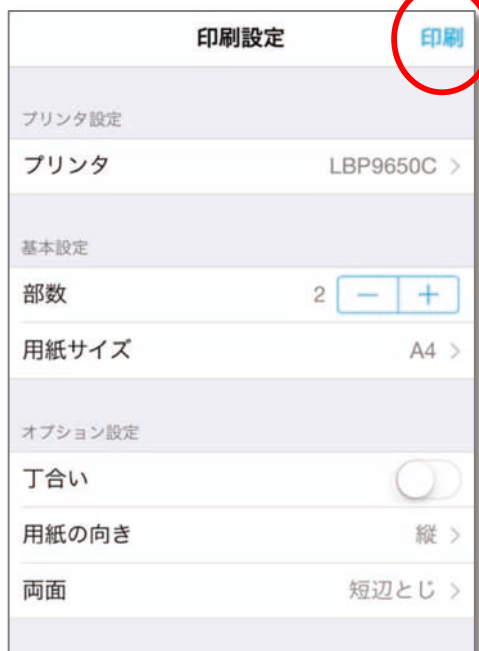 印刷設定 印刷
プリンタ設定
プリンタ LBP9650C >
基本設定
部数 2 − +
用紙サイズ A4 >
オプション設定
丁合い
用紙の向き 縦 >
両面 短辺とじ >